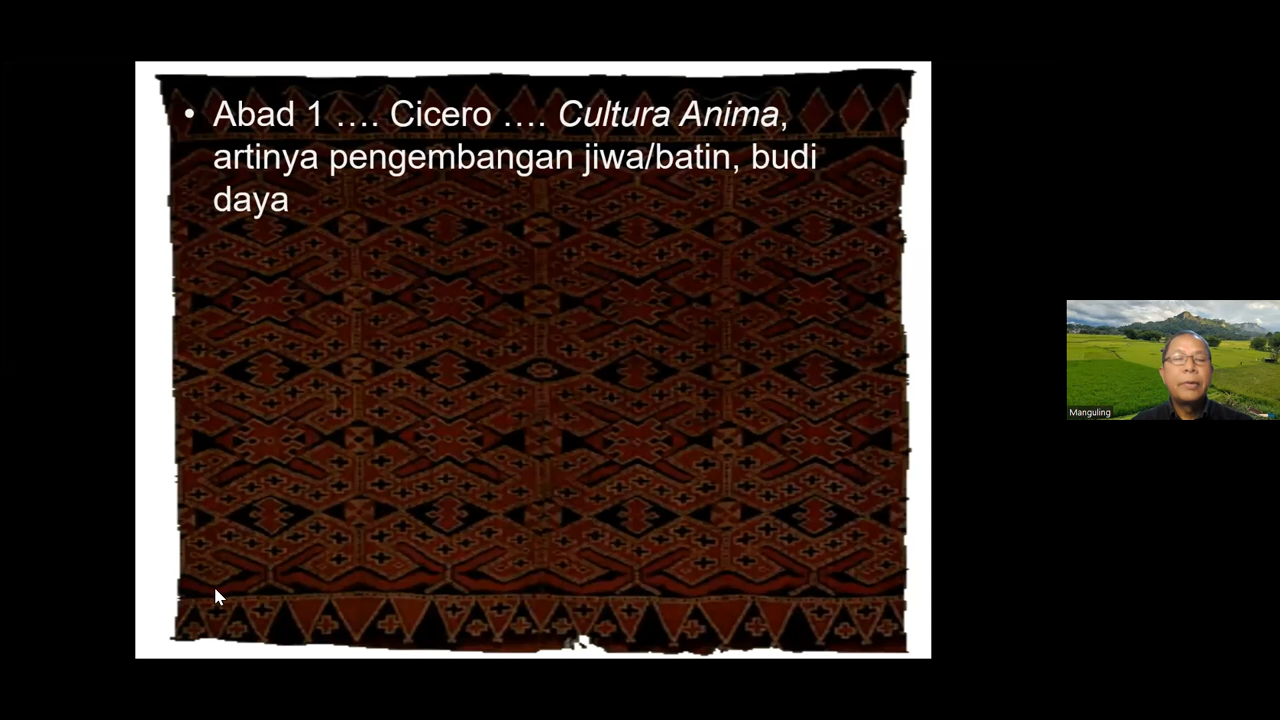 • Abad 1 …. Cicero …. Cultura Anima,
artinya pengembangan jiwa/batin, budi
daya
Manguling